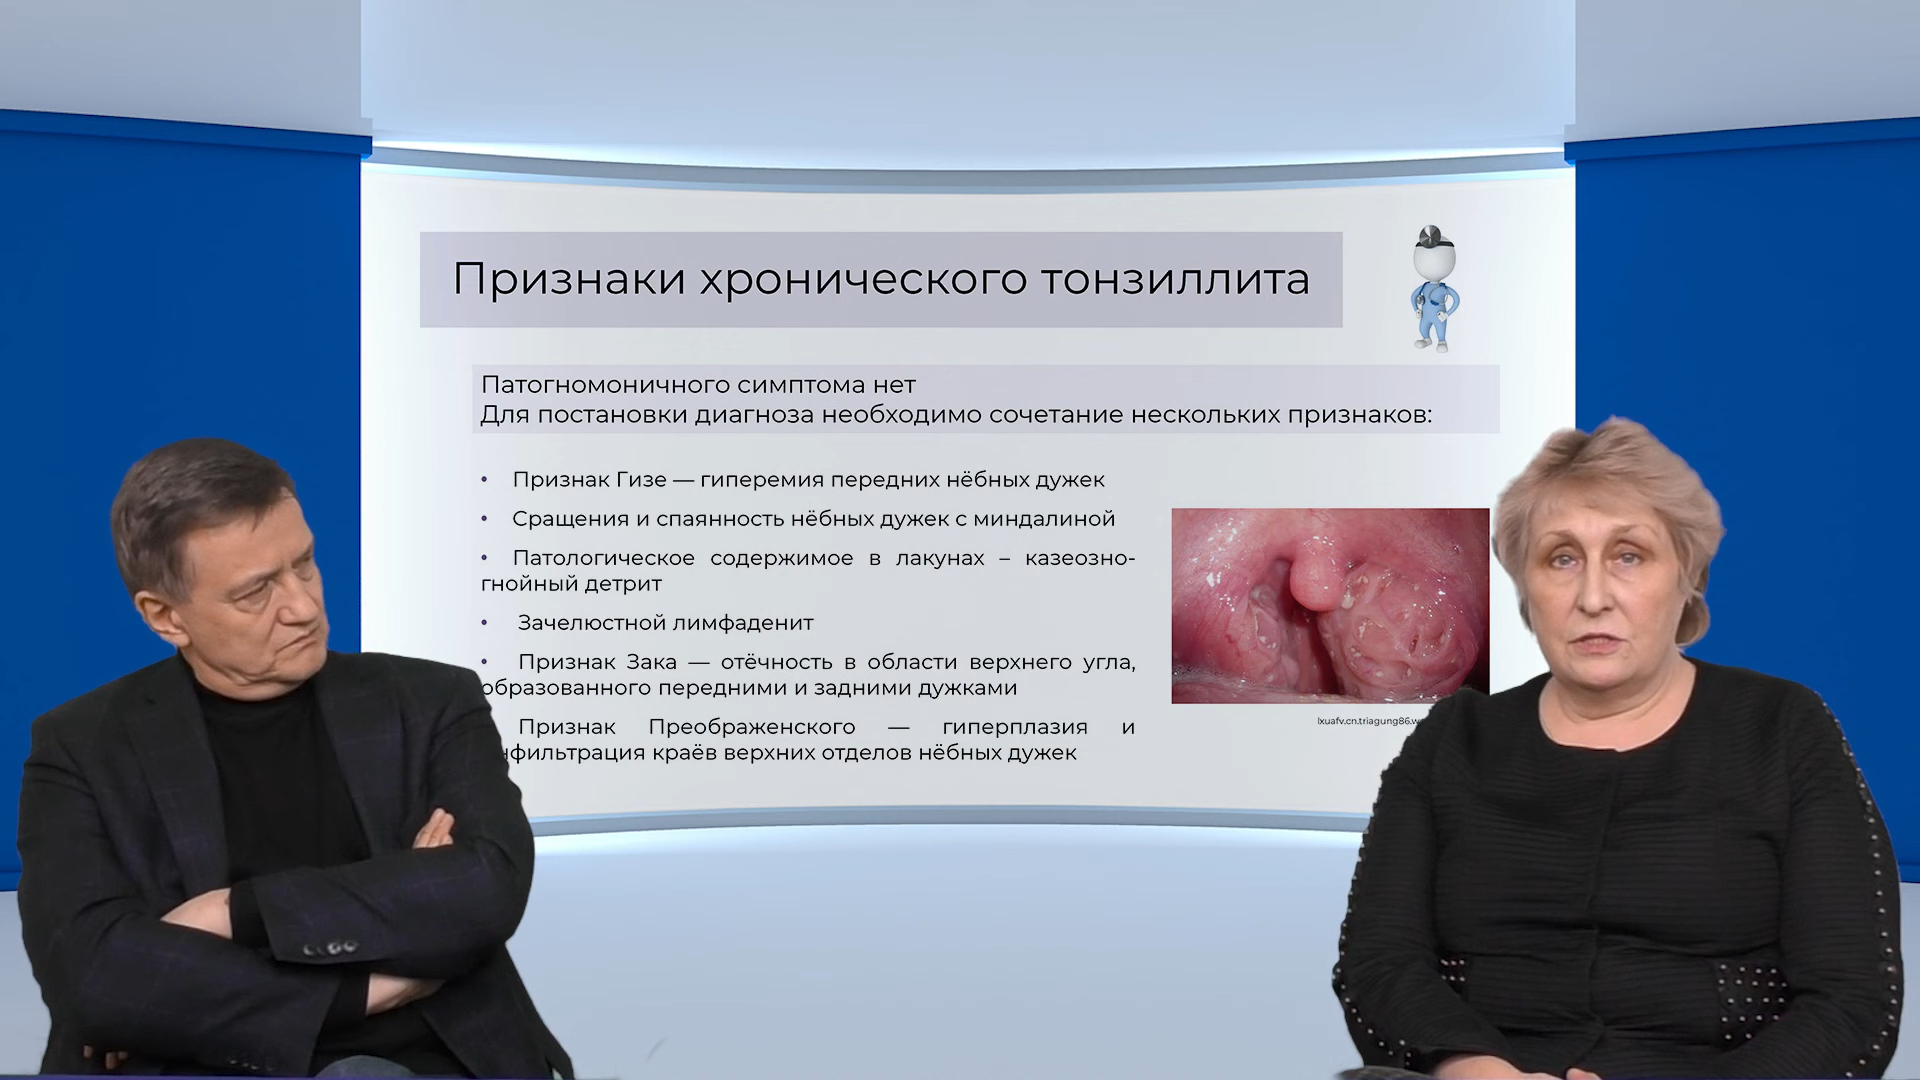 Признаки хронического тонзиллита
Патогномоничного симптома нет
Для постановки диагноза необходимо сочетание нескольких признаков:
• Признак Гизе — гиперемия передних нёбных дужек
• Сращения и спаянность нёбных дужек с миндалиной
• Патологическое содержимое в лакунах – казеозно-
гнойный детрит
• Зачелюстной лимфаденит
• Признак Зака — отёчность в области верхнего угла,
образованного передними и задними дужками
Признак Преображенского — гиперплазия и
краёв верхних отделов нёбных дужек